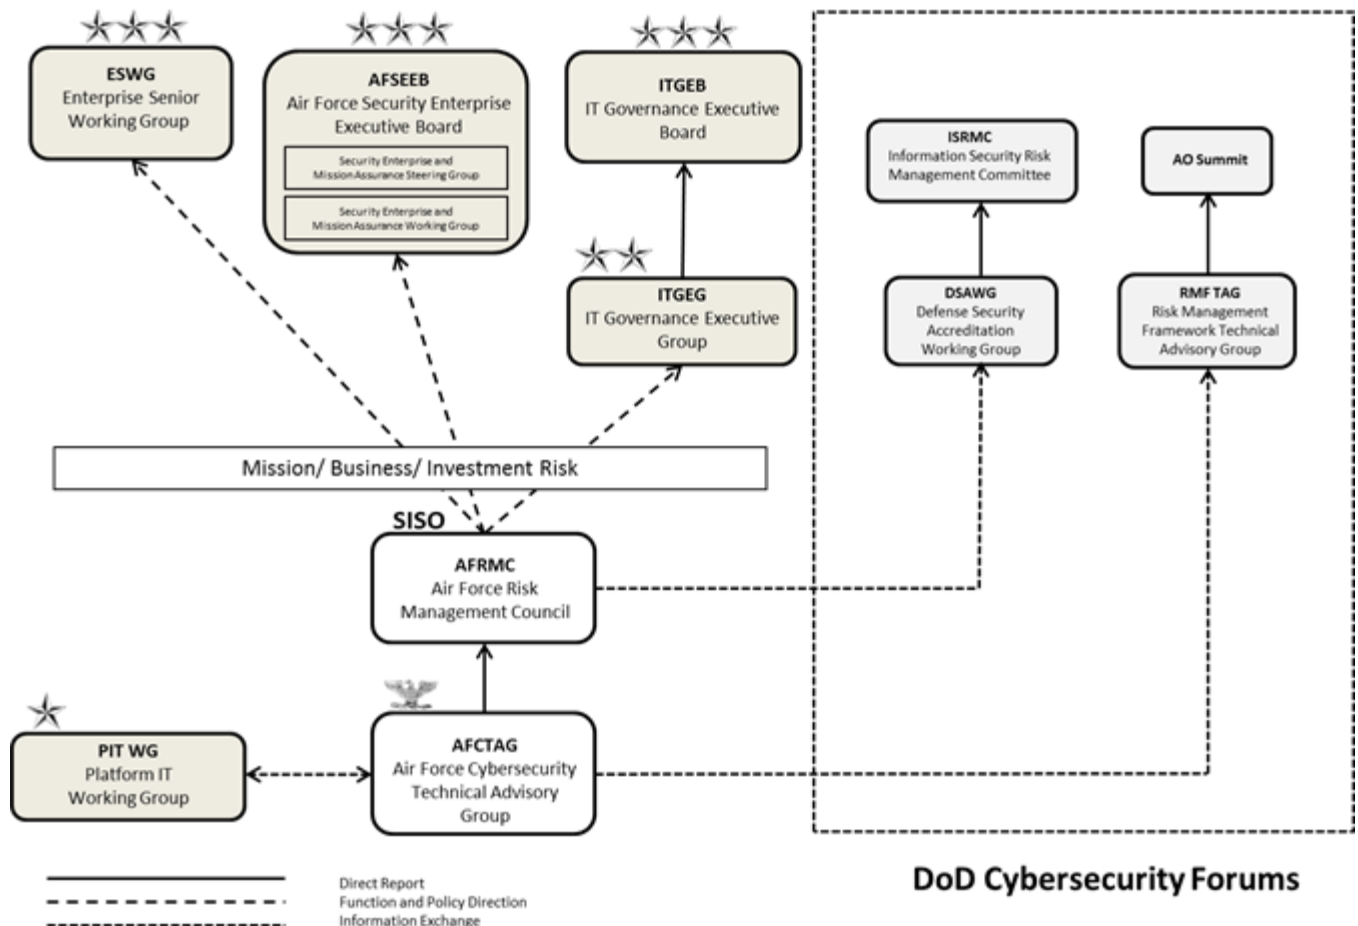 ESWG
Enterprise Senior
Working Group
AFSEEB
Air Force Security Enterprise
Executive Board
Security Enterprise and
Mission Assurance Steering Group
Security Enterprise and
Mission Assurance Working Group
ITGEB
IT Governance Executive
Board
ITGEG
IT Governance Executive
Group
ISRMC
Information Security Risk
Management Committee
AO Summit
DSAWG
Defense Security
Accreditation
Working Group
RMF TAG
Risk Management
Framework Technical
Advisory Group
Mission/ Business/ Investment Risk
SISO
AFRMC
Air Force Risk
Management Council
PIT WG
Platform IT
Working Group
AFCTAG
Air Force Cybersecurity
Technical Advisory
Group
DoD Cybersecurity Forums
Direct Report
Function and Policy Direction
Information Exchange